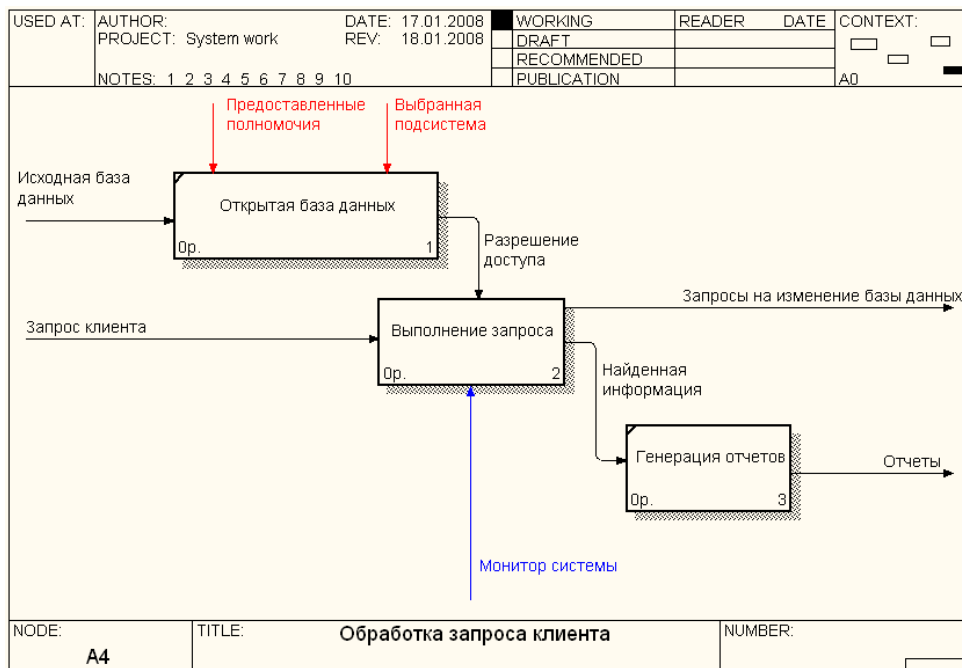 USED AT:
AUTHOR:
DATE: 17.01.2008
PROJECT: System work
REV: 18.01.2008
NOTES: 1 2 3 4 5 6 7 8 9 10
WORKING
DRAFT
RECOMMENDED
PUBLICATION
READER
DATE
CONTEXT:
A0
Предоставленные
полномочия
Выбранная
подсистема
Исходная база
данных
Открытая база данных
0р.
1
Разрешение
доступа
Запросы на изменение базы данных
Запрос клиента
Выполнение запроса
0р.
2
Найденная
информация
Генерация отчетов
0р.
3
Отчеты
Монитор системы
NODE:
A4
TITLE:
Обработка запроса клиента
NUMBER: